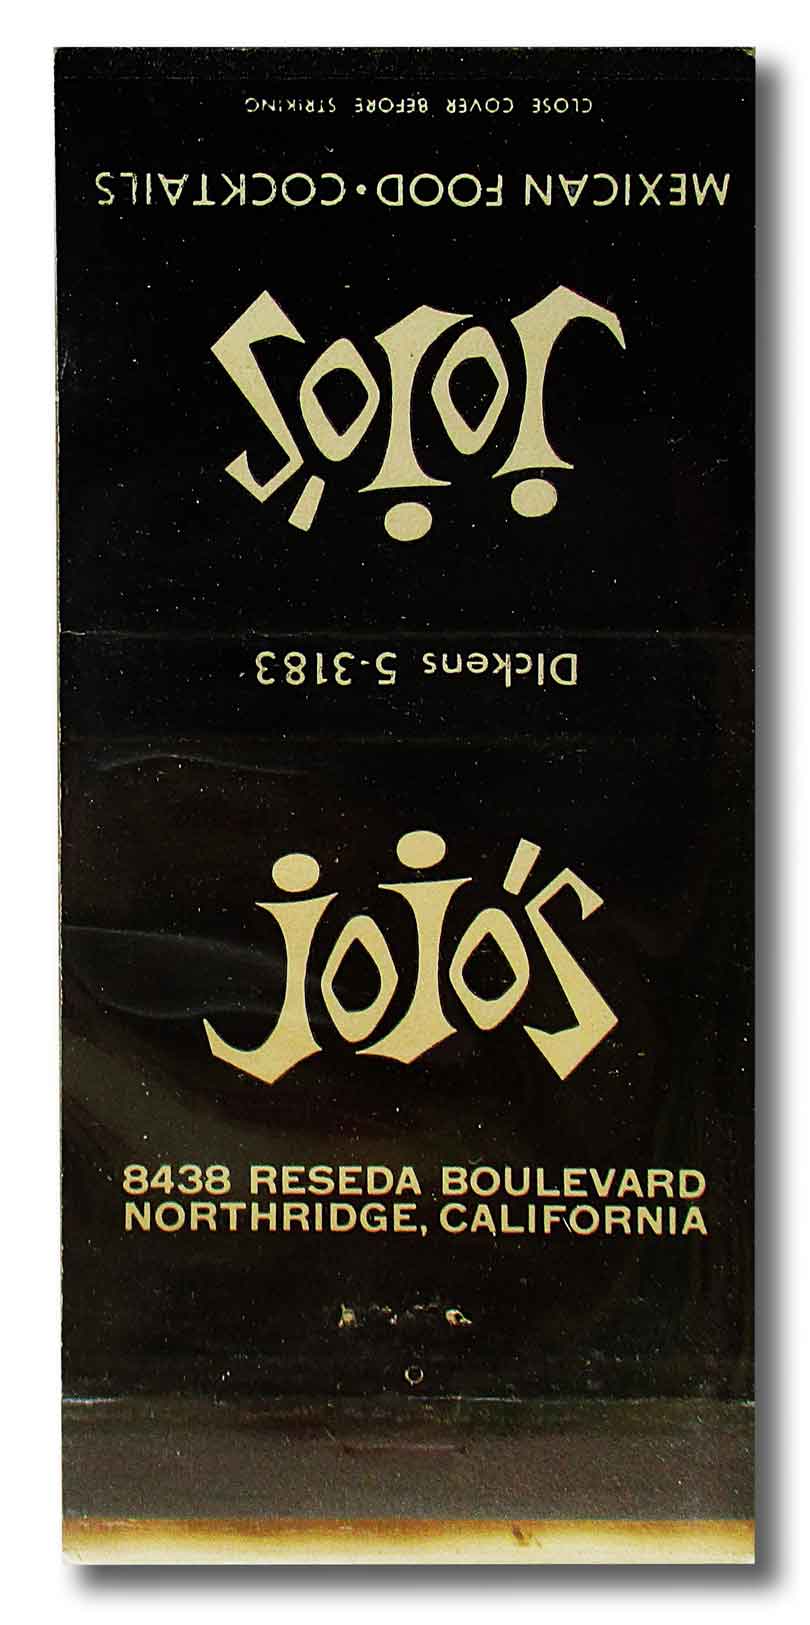 CLOSE COVER BEFORE STRIKING
MEXICAN FOOD • COCKTAILS
jojo's
DIckens 5-3183
jojo's
8438 RESEDA BOULEVARD
NORTHRIDGE, CALIFORNIA